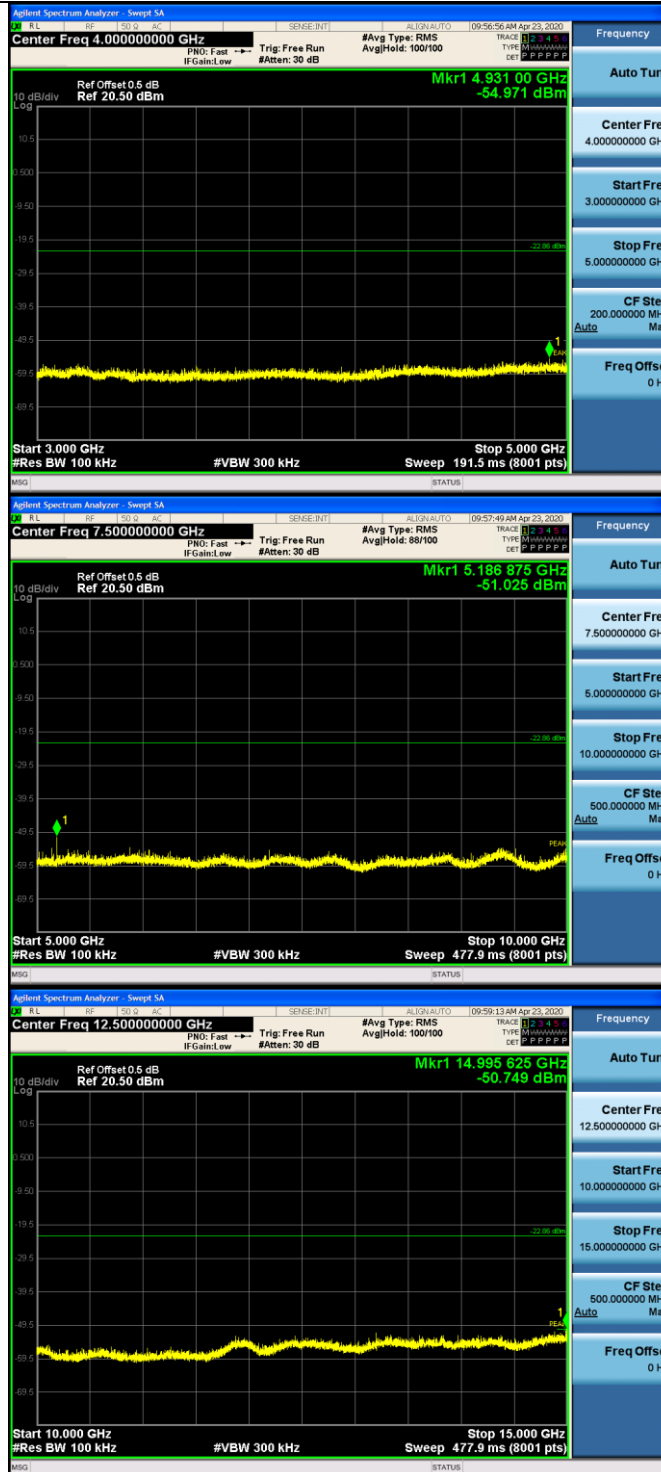 Agilent Spectrum Analyzer - Swept SA
RL RF 50 Ω AC SENSE:INT ALIGNAUTO 09:56:56 AM Apr 23, 2020
Center Freq 4.000000000 GHz
PNO: Fast
IFGain:Low
Trig: Free Run
#Atten: 30 dB
#Avg Type: RMS
Avg|Hold: 100/100
TRACE 1 2 3 4 5 6
TYPE M
DET P P P P P P
Frequency
Ref Offset 0.5 dB
Ref 20.50 dBm
10 dB/div
Log
Mkr1 4.931 00 GHz
-54.971 dBm
10.5
0.500
-9.50
-19.5
-29.5
-39.5
-49.5
-59.5
-69.5
-22.86 dBm
1
PEAK
Start 3.000 GHz
#Res BW 100 kHz
#VBW 300 kHz
Stop 5.000 GHz
Sweep 191.5 ms (8001 pts)
MSG STATUS
Auto Tun
Center Fre
4.000000000 GH
Start Fre
3.000000000 GH
Stop Fre
5.000000000 GH
CF Ste
200.000000 MH
Auto Ma
Freq Offse
0 H
Agilent Spectrum Analyzer - Swept SA
RL RF 50 Ω AC SENSE:INT ALIGNAUTO 09:57:49 AM Apr 23, 2020
Center Freq 7.500000000 GHz
PNO: Fast
IFGain:Low
Trig: Free Run
#Atten: 30 dB
#Avg Type: RMS
Avg|Hold: 88/100
TRACE 1 2 3 4 5 6
TYPE M
DET P P P P P P
Frequency
Ref Offset 0.5 dB
Ref 20.50 dBm
10 dB/div
Log
Mkr1 5.186 875 GHz
-51.025 dBm
10.5
0.500
-9.50
-19.5
-29.5
-39.5
-49.5
-59.5
-69.5
-22.86 dBm
1
PEAK
Start 5.000 GHz
#Res BW 100 kHz
#VBW 300 kHz
Stop 10.000 GHz
Sweep 477.9 ms (8001 pts)
MSG STATUS
Auto Tun
Center Fre
7.500000000 GH
Start Fre
5.000000000 GH
Stop Fre
10.000000000 GH
CF Ste
500.000000 MH
Auto Ma
Freq Offse
0 H
Agilent Spectrum Analyzer - Swept SA
RL RF 50 Ω AC SENSE:INT ALIGNAUTO 09:59:13 AM Apr 23, 2020
Center Freq 12.500000000 GHz
PNO: Fast
IFGain:Low
Trig: Free Run
#Atten: 30 dB
#Avg Type: RMS
Avg|Hold: 100/100
TRACE 1 2 3 4 5 6
TYPE M
DET P P P P P P
Frequency
Ref Offset 0.5 dB
Ref 20.50 dBm
10 dB/div
Log
Mkr1 14.995 625 GHz
-50.749 dBm
10.5
0.500
-9.50
-19.5
-29.5
-39.5
-49.5
-59.5
-69.5
-22.86 dBm
1
PEAK
Start 10.000 GHz
#Res BW 100 kHz
#VBW 300 kHz
Stop 15.000 GHz
Sweep 477.9 ms (8001 pts)
MSG STATUS
Auto Tun
Center Fre
12.500000000 GH
Start Fre
10.000000000 GH
Stop Fre
15.000000000 GH
CF Ste
500.000000 MH
Auto Ma
Freq Offse
0 H